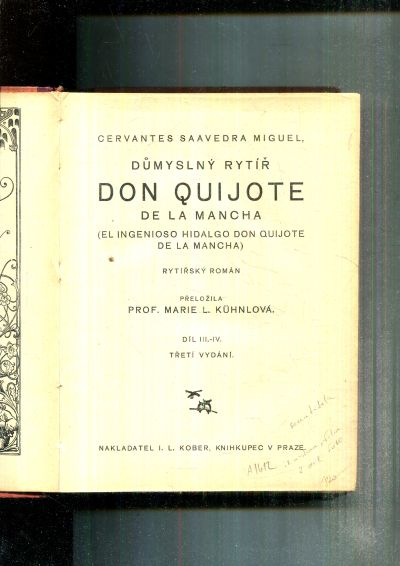 CERVANTES SAAVEDRA MIGUEL,
DŮMYSLNÝ RYTÍŘ
DON QUIJOTE
DE LA MANCHA
(EL INGENIOSO HIDALGO DON QUIJOTE
DE LA MANCHA)
RYTÍŘSKÝ ROMÁN
PŘELOŽILA
PROF. MARIE L. KÜHNLOVÁ.
DÍL III.-IV.
TŘETÍ VYDÁNÍ.
NAKLADATEL I. L. KOBER, KNIHKUPEC V PRAZE.